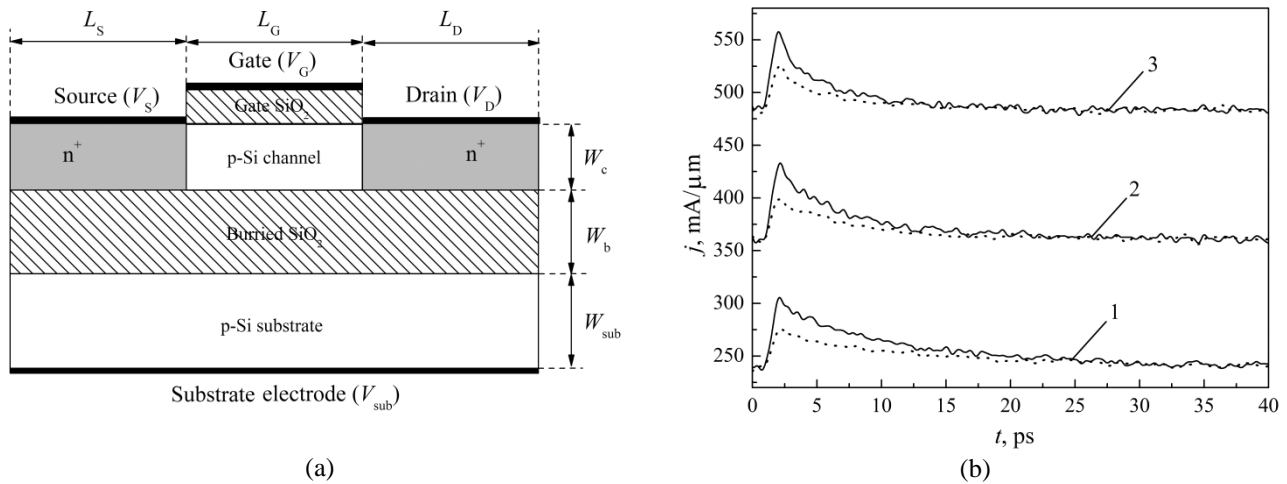 L_S L_G L_D
Gate (V_G)
Source (V_S) Gate SiO_2 Drain (V_D)
n^+ p-Si channel n^+ W_c
Burried SiO_2 W_b
p-Si substrate W_sub
Substrate electrode (V_sub)
(a)
j, mA/μm
550
500
450
400
350
300
250
3
2
1
0 5 10 15 20 25 30 35 40
t, ps
(b)